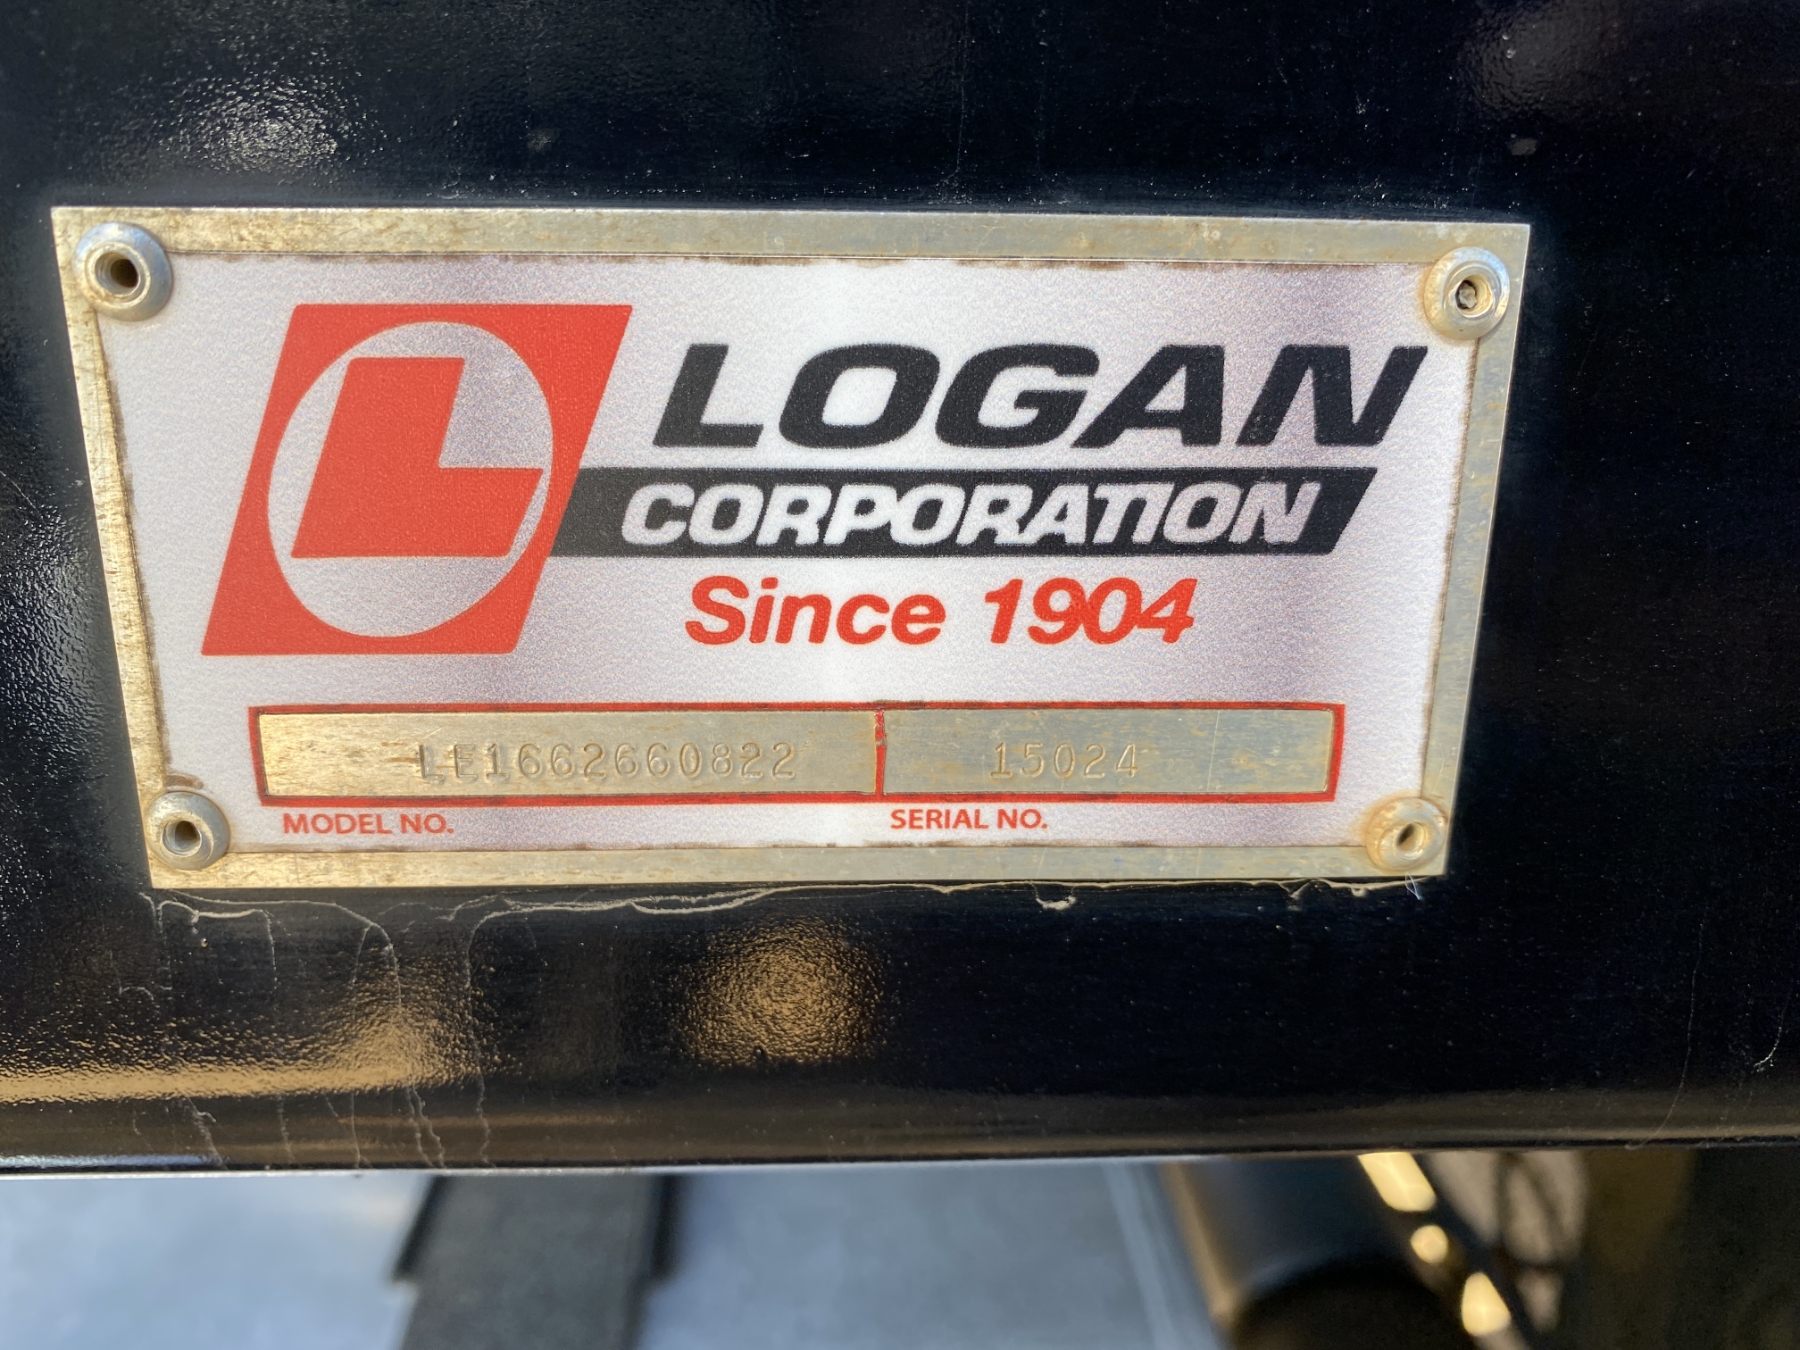 L
LOGAN
CORPORATION
Since 1904
LE1662660822 15024
MODEL NO. SERIAL NO.